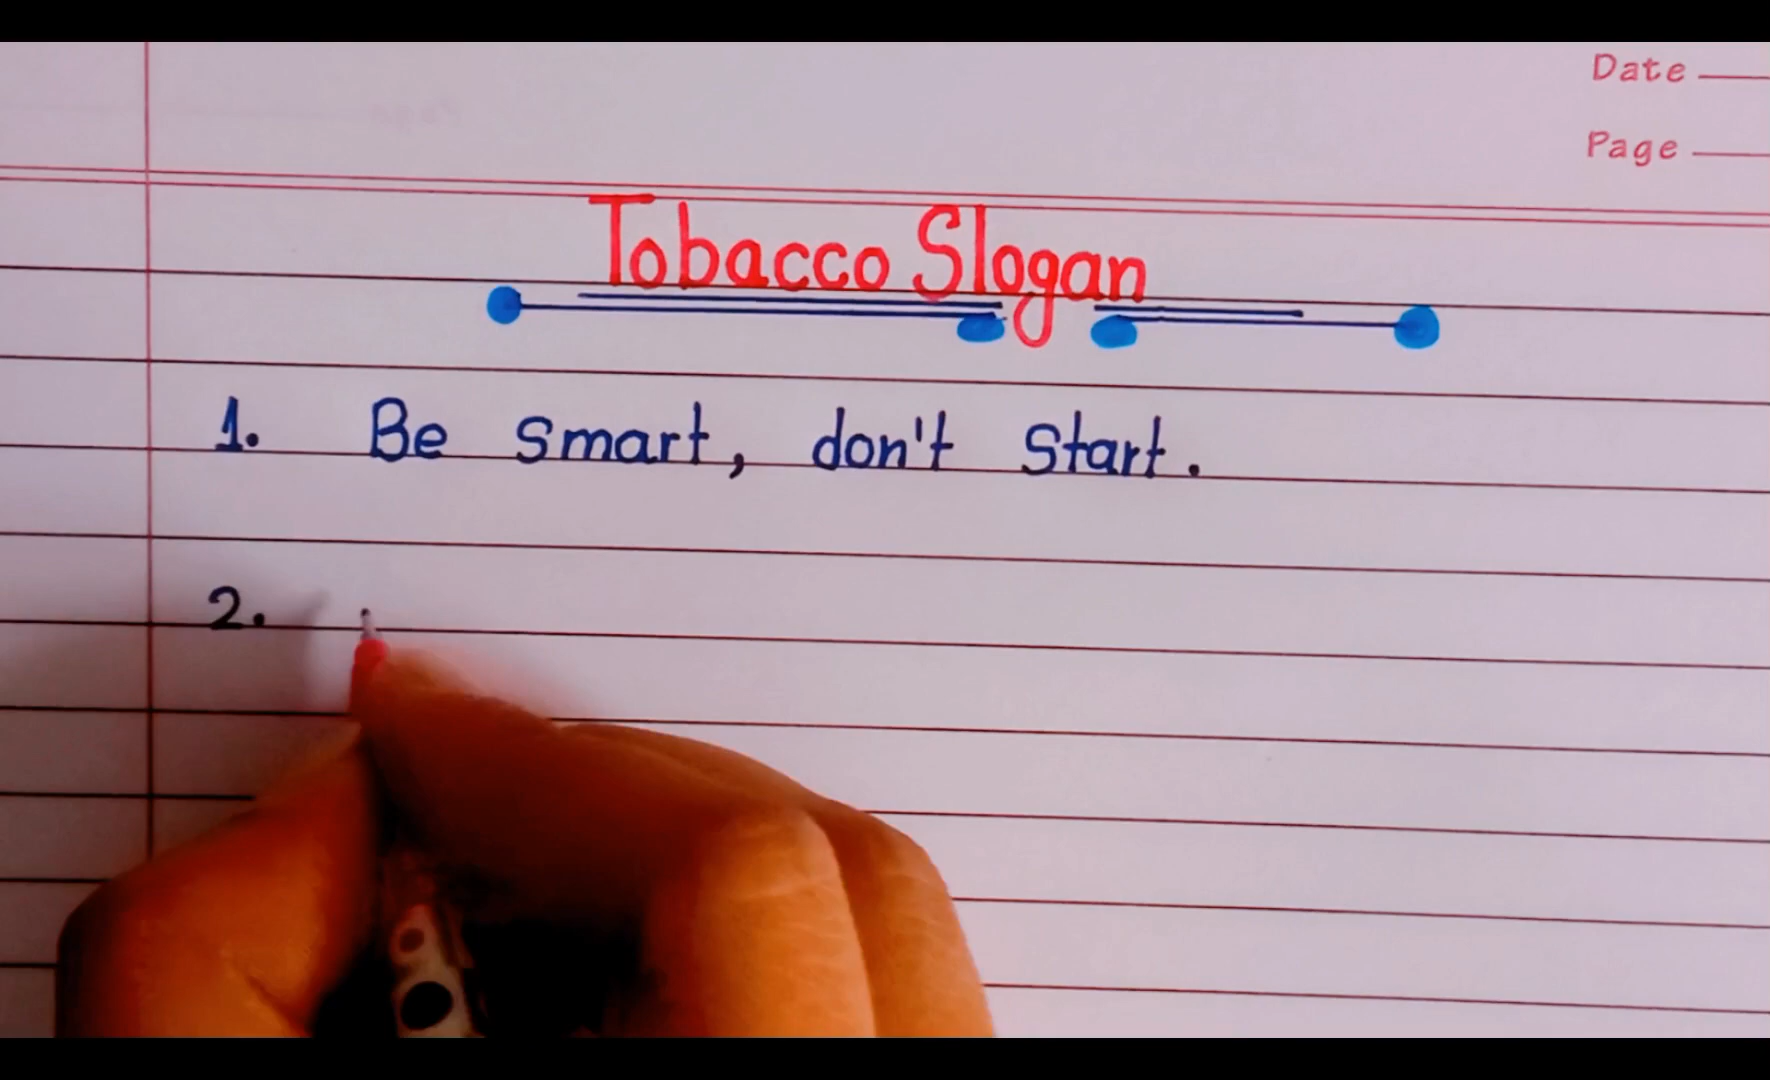 Date
Page
Tobacco Slogan
1. Be smart, don't start.
2.